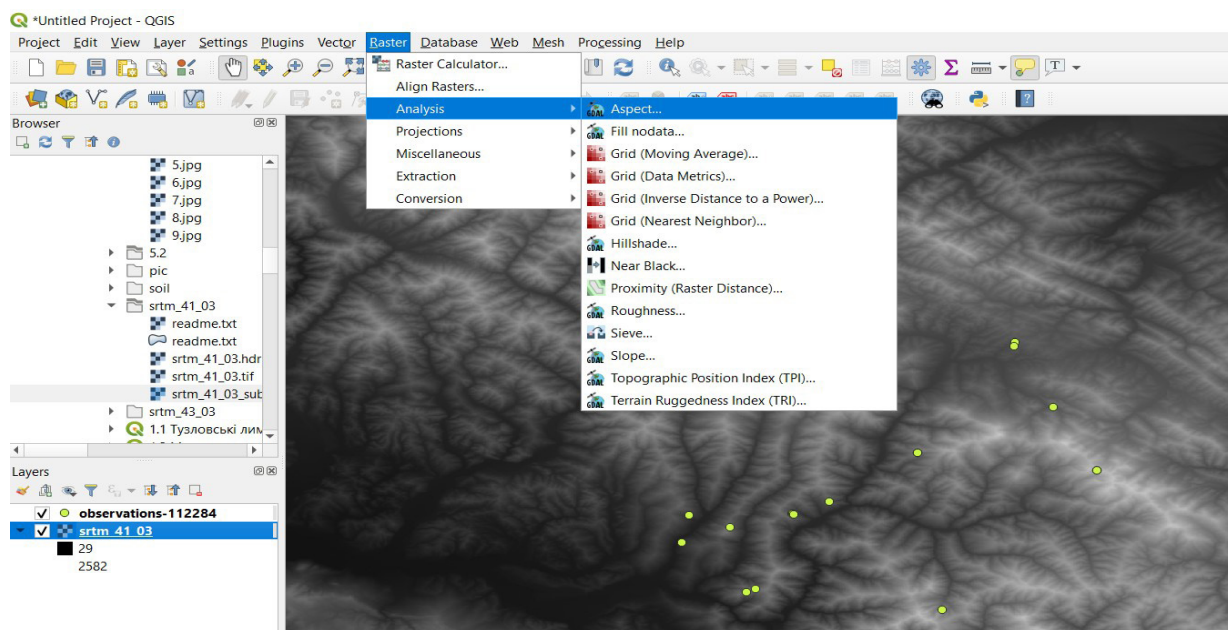 *Untitled Project - QGIS
Project Edit View Layer Settings Plugins Vector Raster Database Web Mesh Processing Help
Raster Calculator...
Align Rasters...
Analysis
Projections
Miscellaneous
Extraction
Conversion
Aspect...
Fill nodata...
Grid (Moving Average)...
Grid (Data Metrics)...
Grid (Inverse Distance to a Power)...
Grid (Nearest Neighbor)...
Hillshade...
Near Black...
Proximity (Raster Distance)...
Roughness...
Sieve...
Slope...
Topographic Position Index (TPI)...
Terrain Ruggedness Index (TRI)...
Browser
5.jpg
6.jpg
7.jpg
8.jpg
9.jpg
5.2
pic
soil
srtm_41_03
readme.txt
readme.txt
srtm_41_03.hdr
srtm_41_03.tif
srtm_41_03_sub
srtm_43_03
1.1 Тузловські лим
Layers
observations-112284
srtm_41_03
29
2582